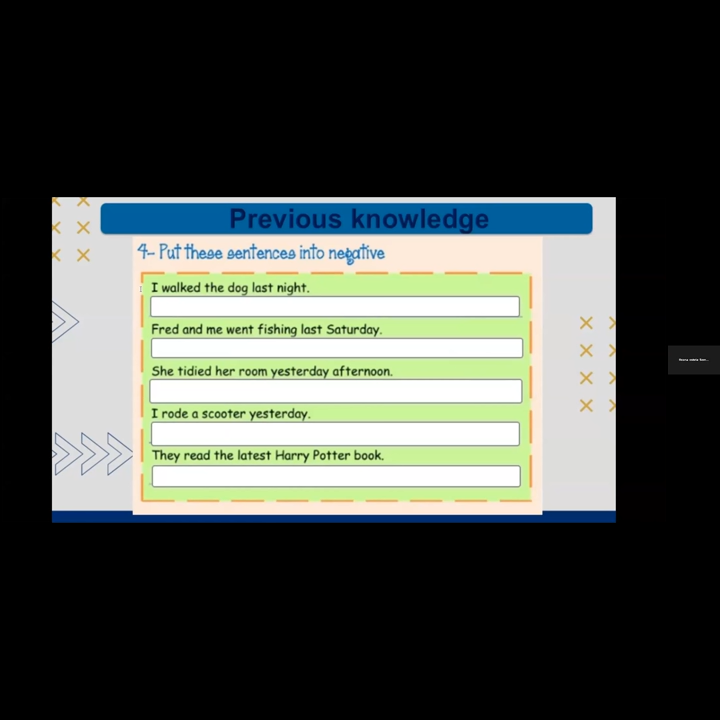 Previous knowledge
4- Put these sentences into negative
I walked the dog last night.
Fred and me went fishing last Saturday.
She tidied her room yesterday afternoon.
I rode a scooter yesterday.
They read the latest Harry Potter book.